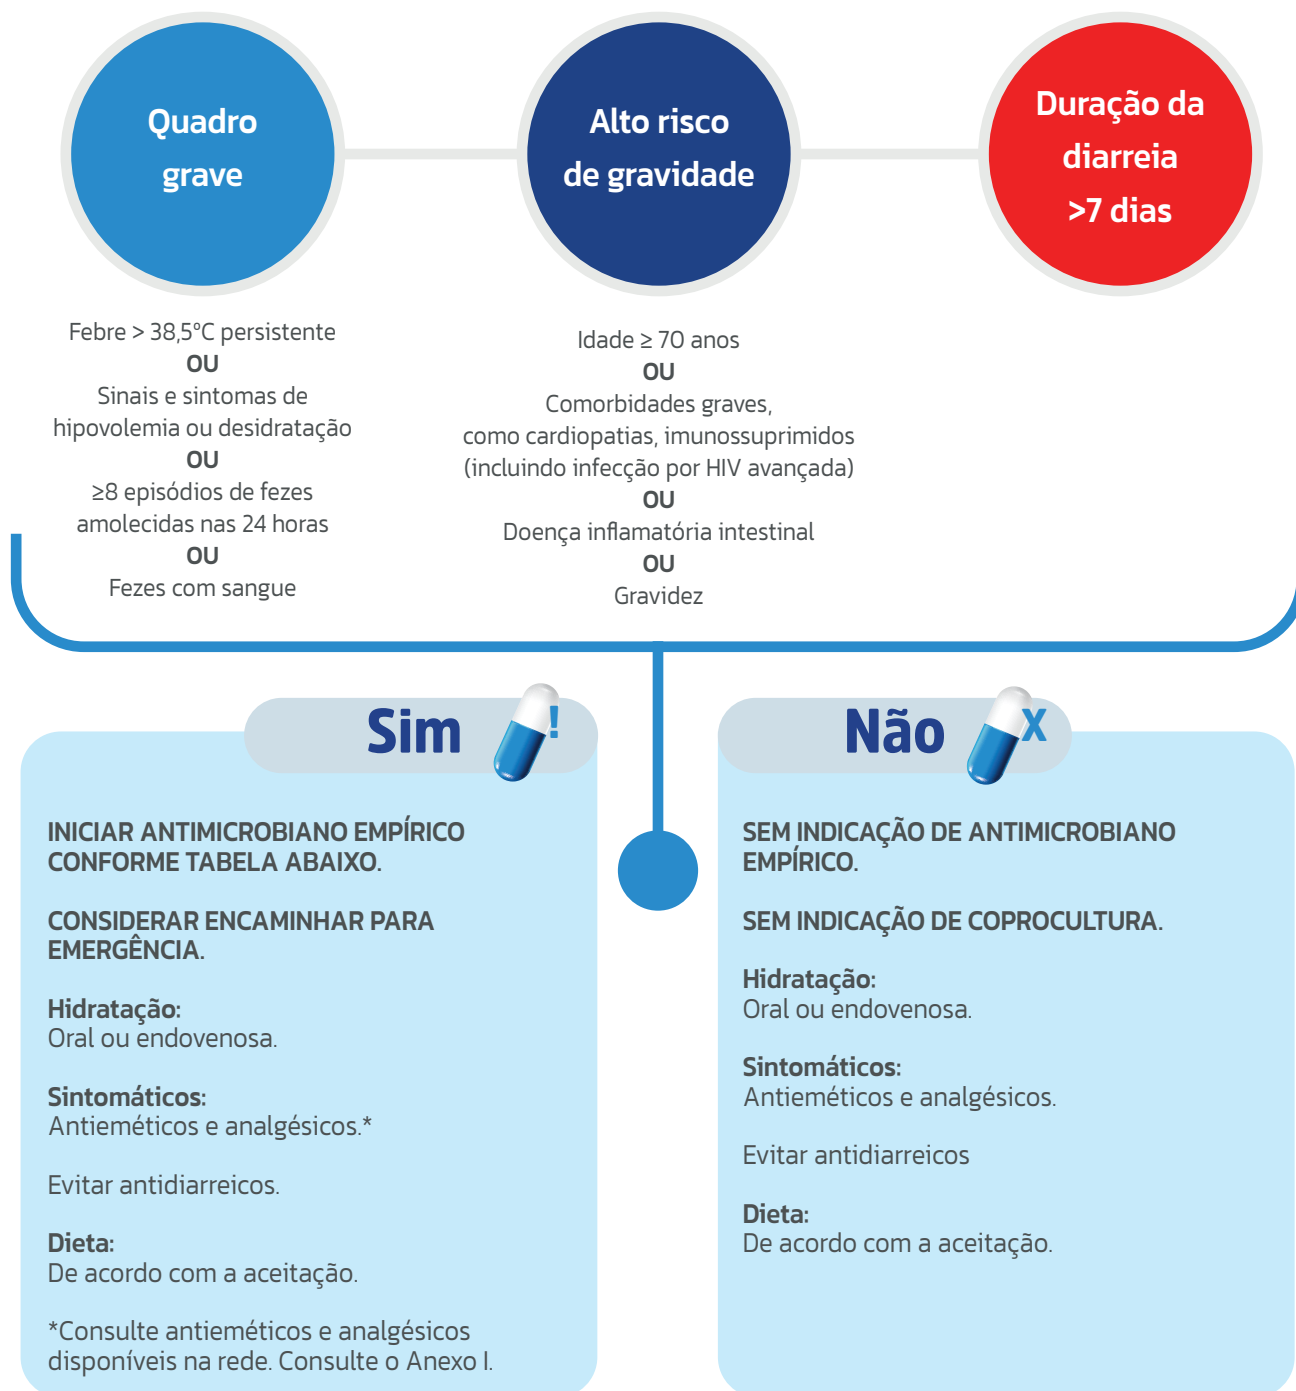 Quadro
grave
Alto risco
de gravidade
Duração da
diarreia
>7 dias
Febre > 38,5ºC persistente
OU
Sinais e sintomas de
hipovolemia ou desidratação
OU
≥8 episódios de fezes
amolecidas nas 24 horas
OU
Fezes com sangue
Idade ≥ 70 anos
OU
Comorbidades graves,
como cardiopatias, imunossuprimidos
(incluindo infecção por HIV avançada)
OU
Doença inflamatória intestinal
OU
Gravidez
Sim !
INICIAR ANTIMICROBIANO EMPÍRICO
CONFORME TABELA ABAIXO.
CONSIDERAR ENCAMINHAR PARA
EMERGÊNCIA.
Hidratação:
Oral ou endovenosa.
Sintomáticos:
Antieméticos e analgésicos.*
Evitar antidiarreicos.
Dieta:
De acordo com a aceitação.
*Consulte antieméticos e analgésicos
disponíveis na rede. Consulte o Anexo I.
Não X
SEM INDICAÇÃO DE ANTIMICROBIANO
EMPÍRICO.
SEM INDICAÇÃO DE COPROCULTURA.
Hidratação:
Oral ou endovenosa.
Sintomáticos:
Antieméticos e analgésicos.
Evitar antidiarreicos
Dieta:
De acordo com a aceitação.